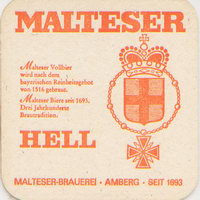 MALTESER
Malteser Vollbier
wird nach dem
bayerischen Reinheitsgebot
von 1516 gebraut.
Malteser Biere seit 1693.
Drei Jahrhunderte
Brautradition.
HELL
MALTESER-BRAUEREI · AMBERG · SEIT 1693